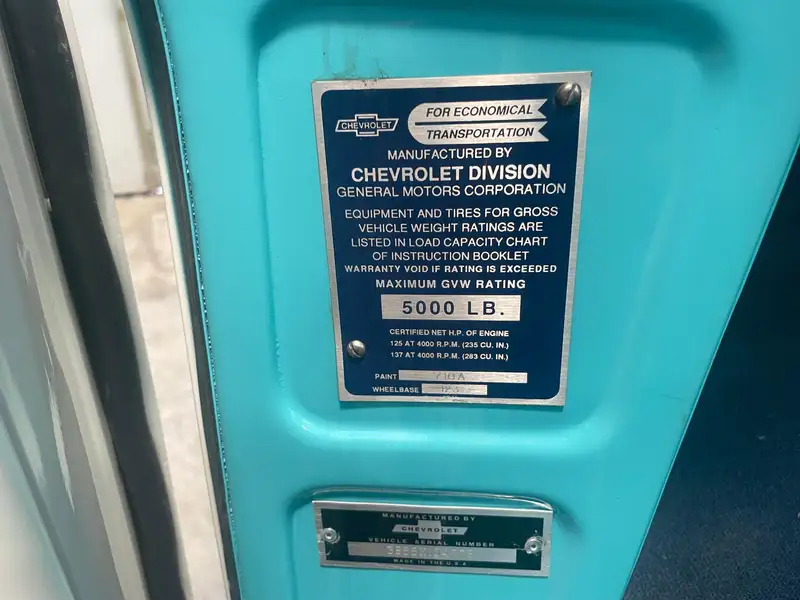 FOR ECONOMICAL
CHEVROLET
TRANSPORTATION
MANUFACTURED BY
CHEVROLET DIVISION
GENERAL MOTORS CORPORATION
EQUIPMENT AND TIRES FOR GROSS
VEHICLE WEIGHT RATINGS ARE
LISTED IN LOAD CAPACITY CHART
OF INSTRUCTION BOOKLET
WARRANTY VOID IF RATING IS EXCEEDED
MAXIMUM GVW RATING
5000 LB.
CERTIFIED NET H.P. OF ENGINE
125 AT 4000 R.P.M. (235 CU. IN.)
137 AT 4000 R.P.M. (283 CU. IN.)
PAINT 710A
WHEELBASE
MANUFACTURED BY
CHEVROLET
VEHICLE SERIAL NUMBER
MADE IN THE U.S.A.